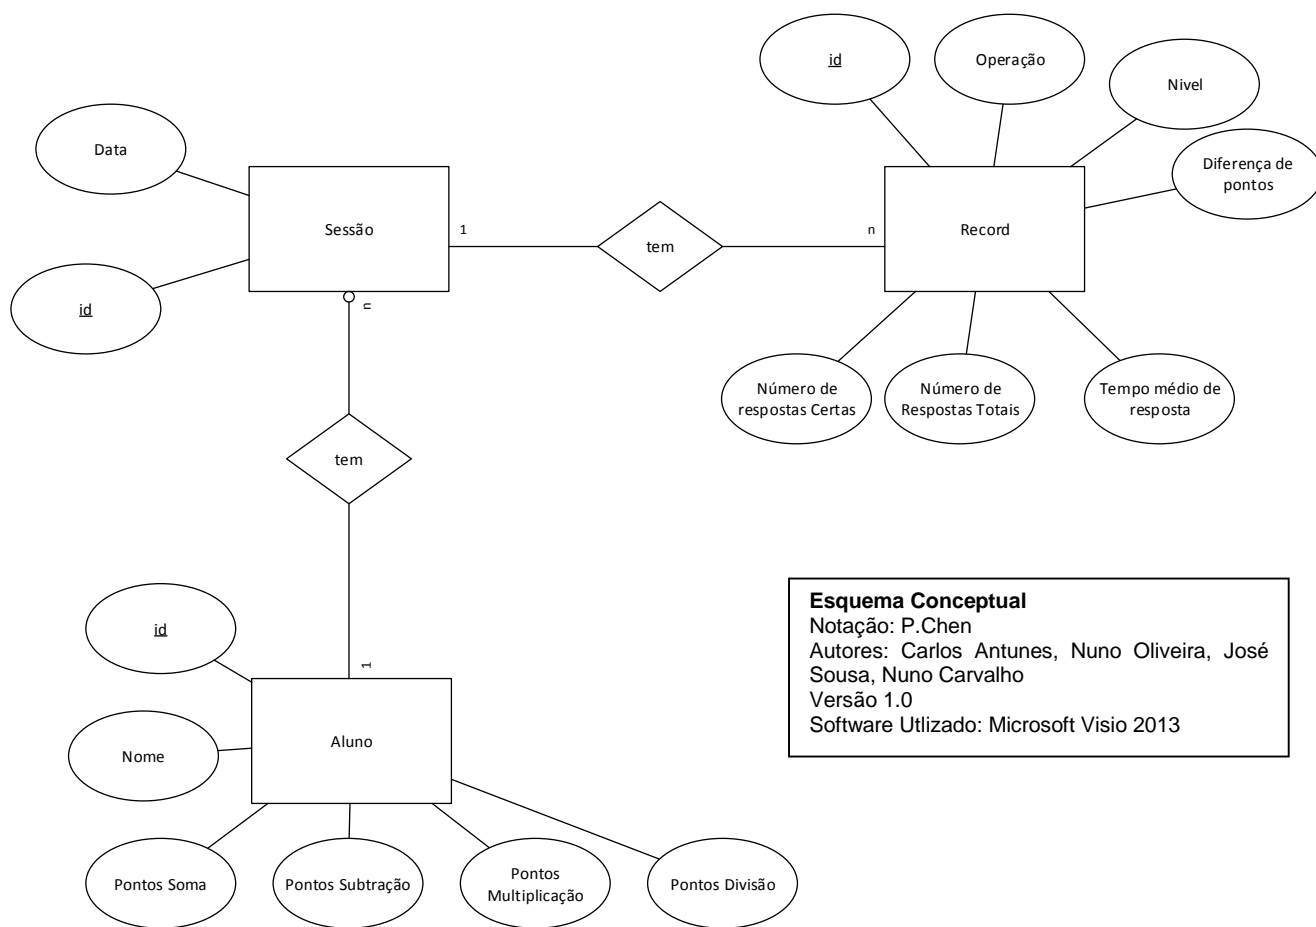 id
Operação
Nivel
Data
Diferença de
pontos
Sessão
1
tem
n
Record
id
n
Número de
respostas Certas
Número de
Respostas Totais
Tempo médio de
resposta
tem
id
1
Nome
Aluno
Pontos Soma
Pontos Subtração
Pontos
Multiplicação
Pontos Divisão
Esquema Conceptual
Notação: P.Chen
Autores: Carlos Antunes, Nuno Oliveira, José
Sousa, Nuno Carvalho
Versão 1.0
Software Utlizado: Microsoft Visio 2013